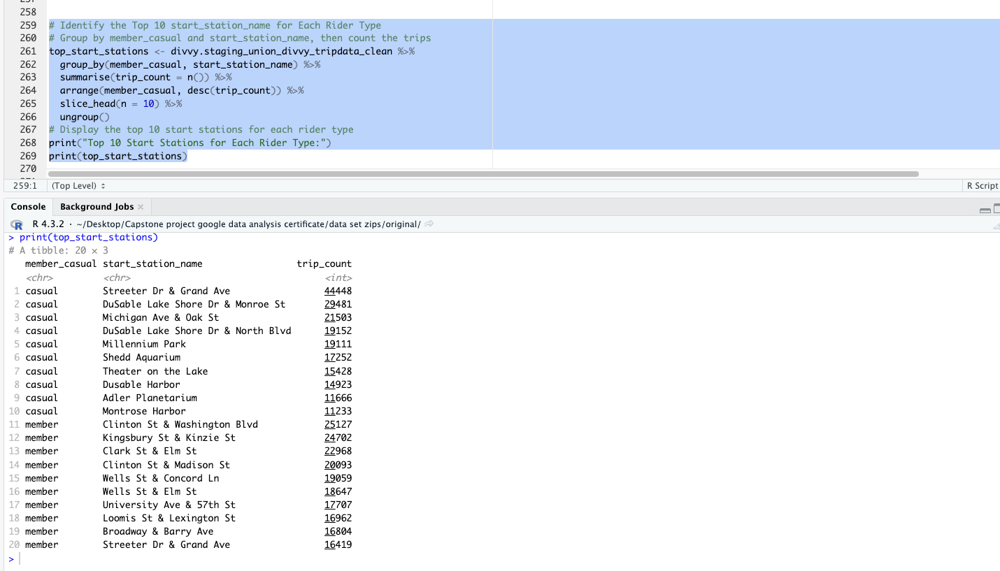 258
259 # Identify the Top 10 start_station_name for Each Rider Type
260 # Group by member_casual and start_station_name, then count the trips
261 top_start_stations <- divvy.staging_union_divvy_tripdata_clean %>%
262   group_by(member_casual, start_station_name) %>%
263   summarise(trip_count = n()) %>%
264   arrange(member_casual, desc(trip_count)) %>%
265   slice_head(n = 10) %>%
266   ungroup()
267 # Display the top 10 start stations for each rider type
268 print("Top 10 Start Stations for Each Rider Type:")
269 print(top_start_stations)
270
259:1 (Top Level) R Script
Console Background Jobs
R R 4.3.2 · ~/Desktop/Capstone project google data analysis certificate/data set zips/original/
> print(top_start_stations)
# A tibble: 20 × 3
member_casual start_station_name trip_count
<chr> <chr> <int>
1 casual Streeter Dr & Grand Ave 44448
2 casual DuSable Lake Shore Dr & Monroe St 29481
3 casual Michigan Ave & Oak St 21503
4 casual DuSable Lake Shore Dr & North Blvd 19152
5 casual Millennium Park 19111
6 casual Shedd Aquarium 17252
7 casual Theater on the Lake 15428
8 casual Dusable Harbor 14923
9 casual Adler Planetarium 11666
10 casual Montrose Harbor 11233
11 member Clinton St & Washington Blvd 25127
12 member Kingsbury St & Kinzie St 24702
13 member Clark St & Elm St 22968
14 member Clinton St & Madison St 20093
15 member Wells St & Concord Ln 19059
16 member Wells St & Elm St 18647
17 member University Ave & 57th St 17707
18 member Loomis St & Lexington St 16962
19 member Broadway & Barry Ave 16804
20 member Streeter Dr & Grand Ave 16419
>